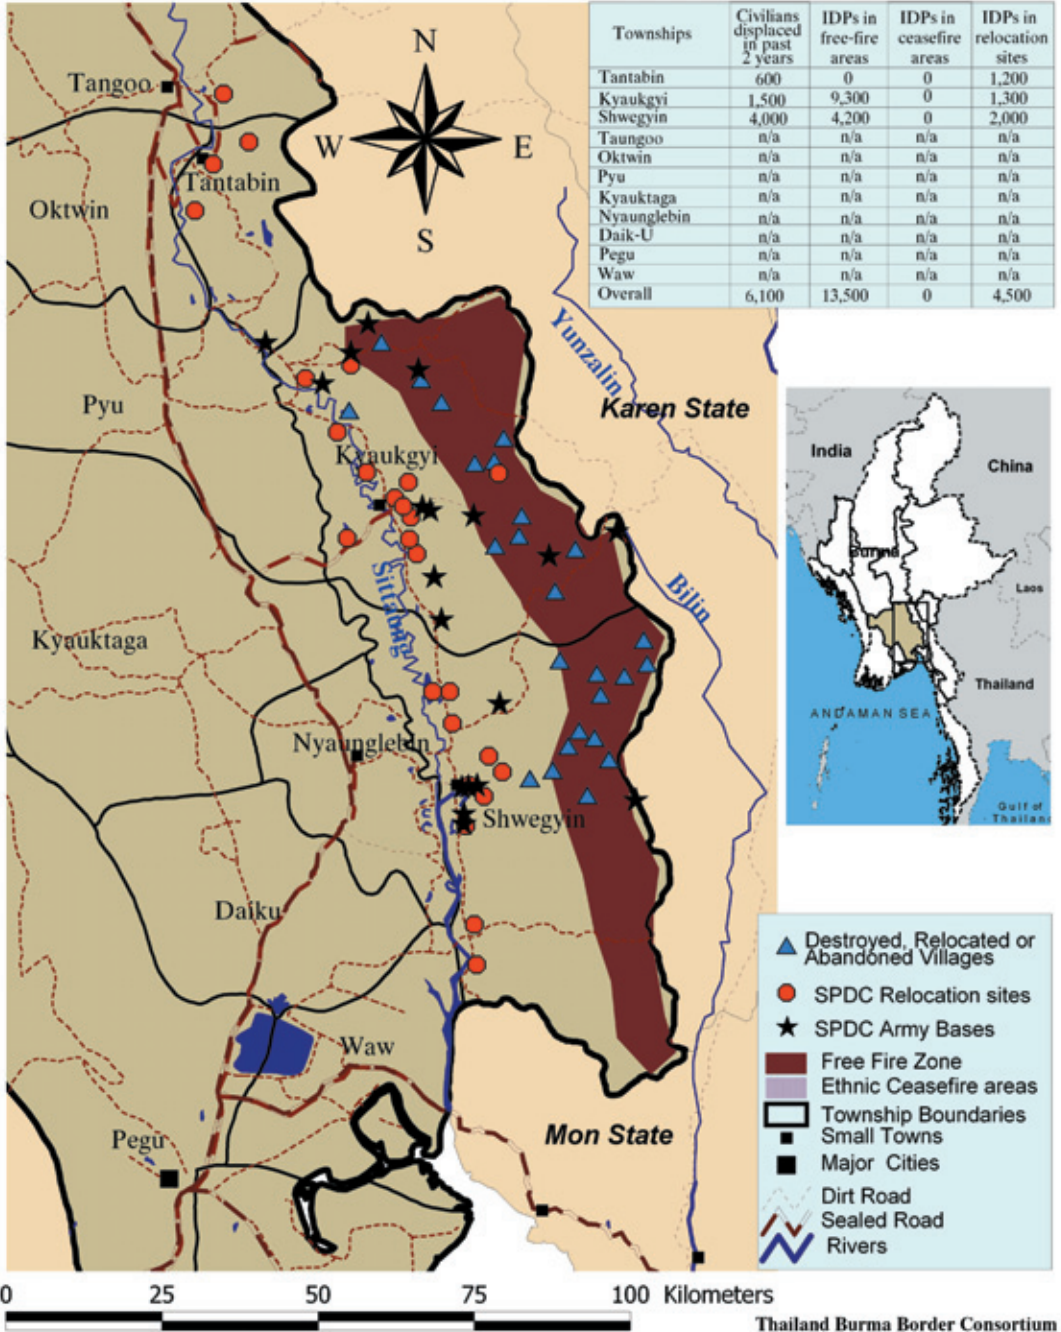 Townships Civilians displaced in past 2 years IDPs in free-fire areas IDPs in ceasefire areas IDPs in relocation sites
Tantabin 600 0 0 1,200
Kyaukgyi 1,500 9,300 0 1,300
Shwegyin 4,000 4,200 0 2,000
Taungoo n/a n/a n/a n/a
Oktwin n/a n/a n/a n/a
Pyu n/a n/a n/a n/a
Kyauktaga n/a n/a n/a n/a
Nyaunglebin n/a n/a n/a n/a
Daik-U n/a n/a n/a n/a
Pegu n/a n/a n/a n/a
Waw n/a n/a n/a n/a
Overall 6,100 13,500 0 4,500
N
W
E
S
Tangoo
Tantabin
Oktwin
Yunzalin
Karen State
Pyu
Kyaukgyi
Sittaung
Bilin
Kyauktaga
Nyaunglebin
Shwegyin
Daiku
Waw
Pegu
Mon State
India
China
Burma
Laos
Thailand
ANDAMAN SEA
Gulf of
Thailand
Destroyed, Relocated or
Abandoned Villages
SPDC Relocation sites
SPDC Army Bases
Free Fire Zone
Ethnic Ceasefire areas
Township Boundaries
Small Towns
Major Cities
Dirt Road
Sealed Road
Rivers
0 25 50 75 100 Kilometers
Thailand Burma Border Consortium